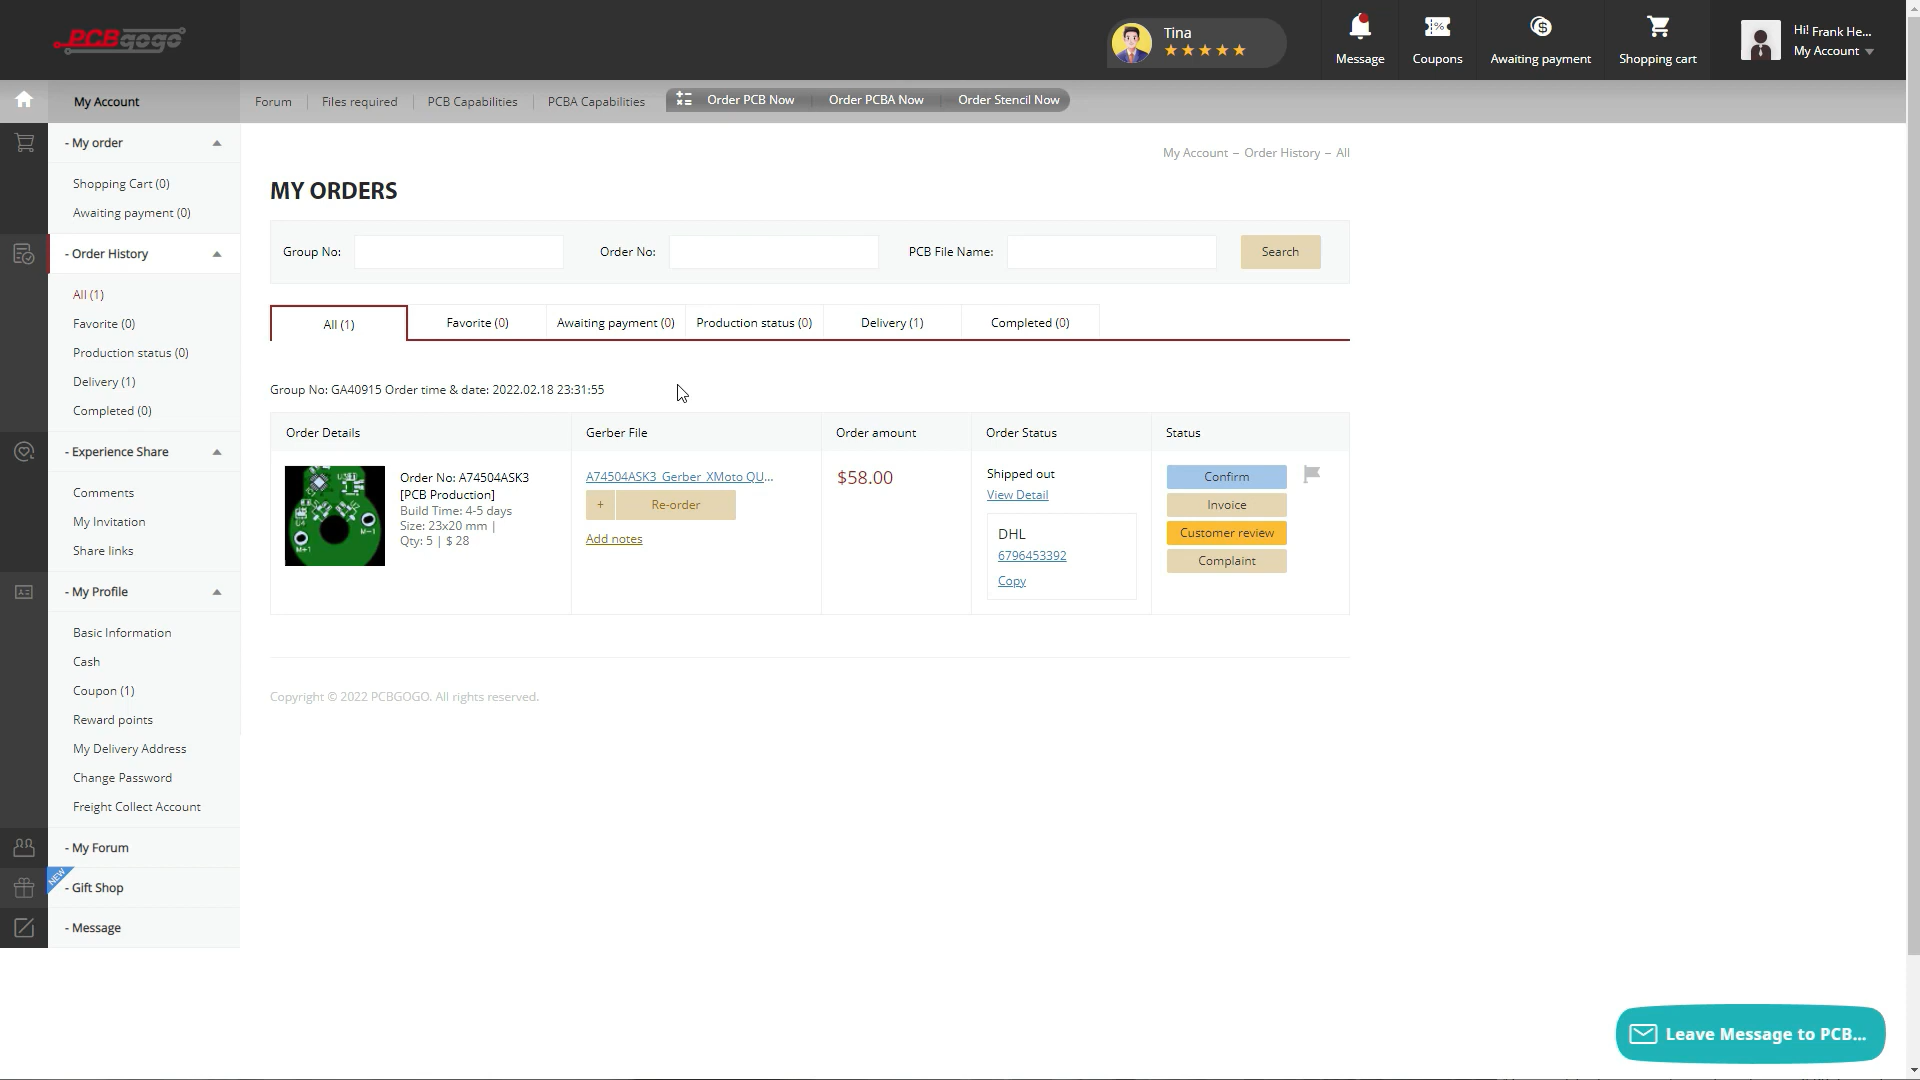 PCBgogo
Tina
Message
Coupons
Awaiting payment
Shopping cart
Hi! Frank He...
My Account
My Account
Forum
Files required
PCB Capabilities
PCBA Capabilities
Order PCB Now
Order PCBA Now
Order Stencil Now
- My order
Shopping Cart (0)
Awaiting payment (0)
- Order History
All (1)
Favorite (0)
Production status (0)
Delivery (1)
Completed (0)
- Experience Share
Comments
My Invitation
Share links
- My Profile
Basic Information
Cash
Coupon (1)
Reward points
My Delivery Address
Change Password
Freight Collect Account
- My Forum
NEW
- Gift Shop
- Message
My Account – Order History – All
MY ORDERS
Group No:
Order No:
PCB File Name:
Search
All (1)
Favorite (0)
Awaiting payment (0)
Production status (0)
Delivery (1)
Completed (0)
Group No: GA40915 Order time & date: 2022.02.18 23:31:55
Order Details
Gerber File
Order amount
Order Status
Status
U2
U4
M+1
M-1
Order No: A74504ASK3
[PCB Production]
Build Time: 4-5 days
Size: 23x20 mm |
Qty: 5 | $ 28
A74504ASK3_Gerber_XMoto QU...
+
Re-order
Add notes
$58.00
Shipped out
View Detail
DHL
6796453392
Copy
Confirm
Invoice
Customer review
Complaint
Copyright © 2022 PCBGOGO. All rights reserved.
Leave Message to PCB...